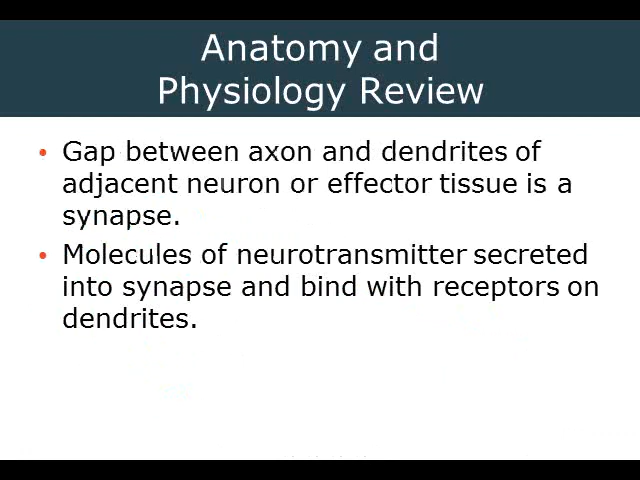 Anatomy and
Physiology Review
• Gap between axon and dendrites of
adjacent neuron or effector tissue is a
synapse.
• Molecules of neurotransmitter secreted
into synapse and bind with receptors on
dendrites.